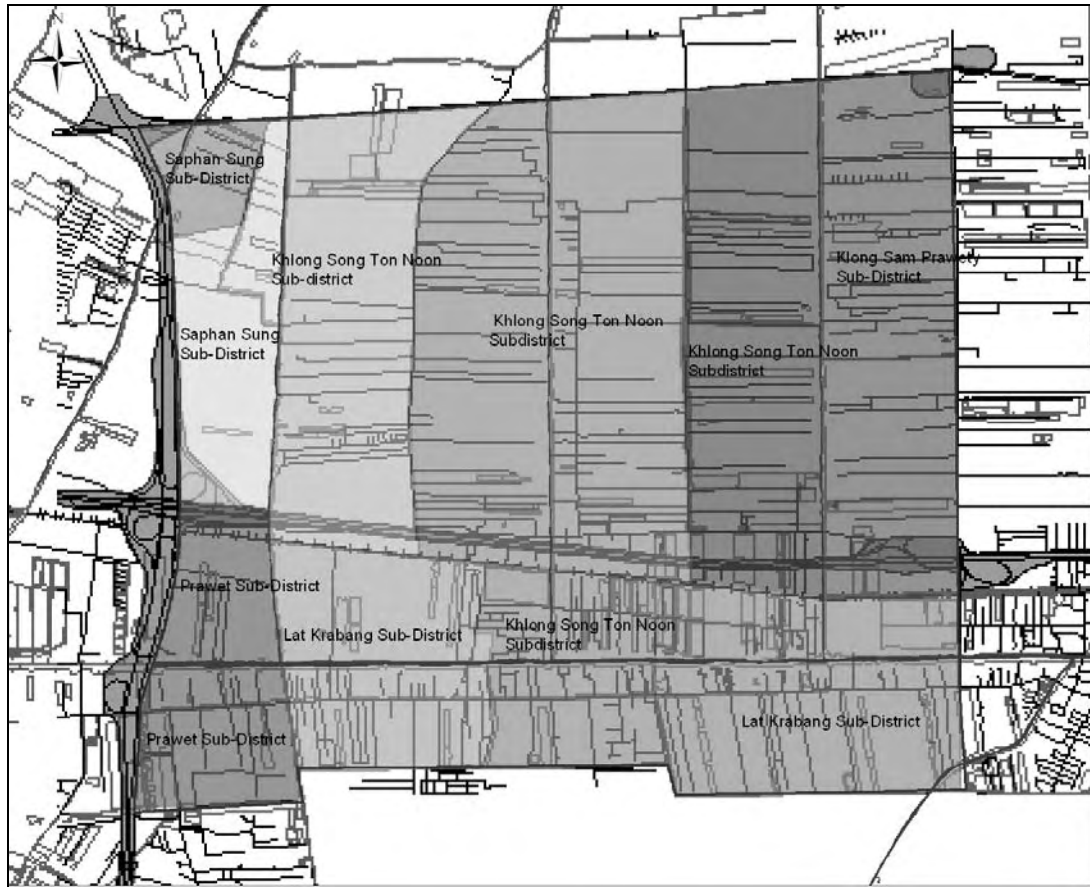 Saphan Sung
Sub-District
Khlong Song Ton Noon
Sub-district
Klong Sam Prawety
Sub-District
Saphan Sung
Sub-District
Khlong Song Ton Noon
Subdistrict
Khlong Song Ton Noon
Subdistrict
Prawet Sub-District
Lat Krabang Sub-District
Khlong Song Ton Noon
Subdistrict
Prawet Sub-District
Lat Krabang Sub-District